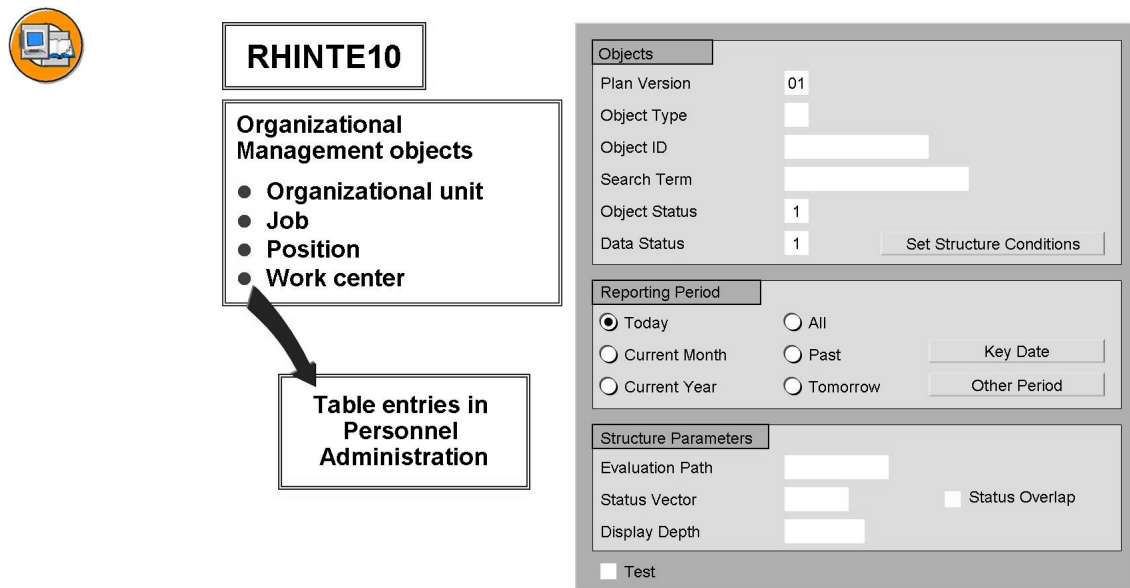 RHINTE10
Organizational
Management objects
Organizational unit
Job
Position
Work center
Table entries in
Personnel
Administration
Objects
Plan Version 01
Object Type
Object ID
Search Term
Object Status 1
Data Status 1 Set Structure Conditions
Reporting Period
Today All
Current Month Past Key Date
Current Year Tomorrow Other Period
Structure Parameters
Evaluation Path
Status Vector Status Overlap
Display Depth
Test